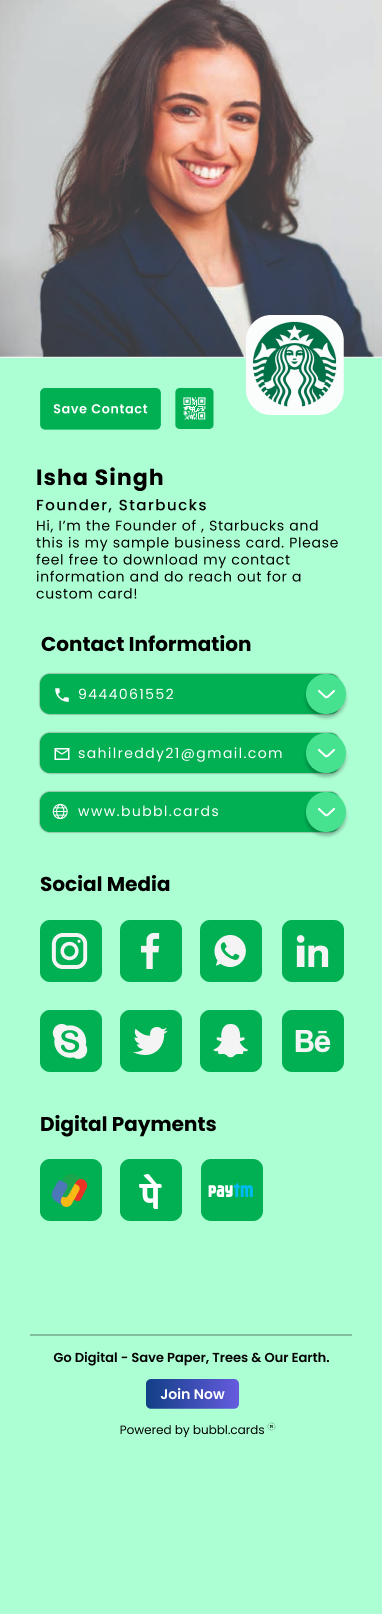 Save Contact
Isha Singh
Founder, Starbucks
Hi, I’m the Founder of , Starbucks and
this is my sample business card. Please
feel free to download my contact
information and do reach out for a
custom card!
Contact Information
9444061552
sahilreddy21@gmail.com
www.bubbl.cards
Social Media
f
in
S
Bē
Digital Payments
पे
paytm
Go Digital - Save Paper, Trees & Our Earth.
Join Now
Powered by bubbl.cards ®